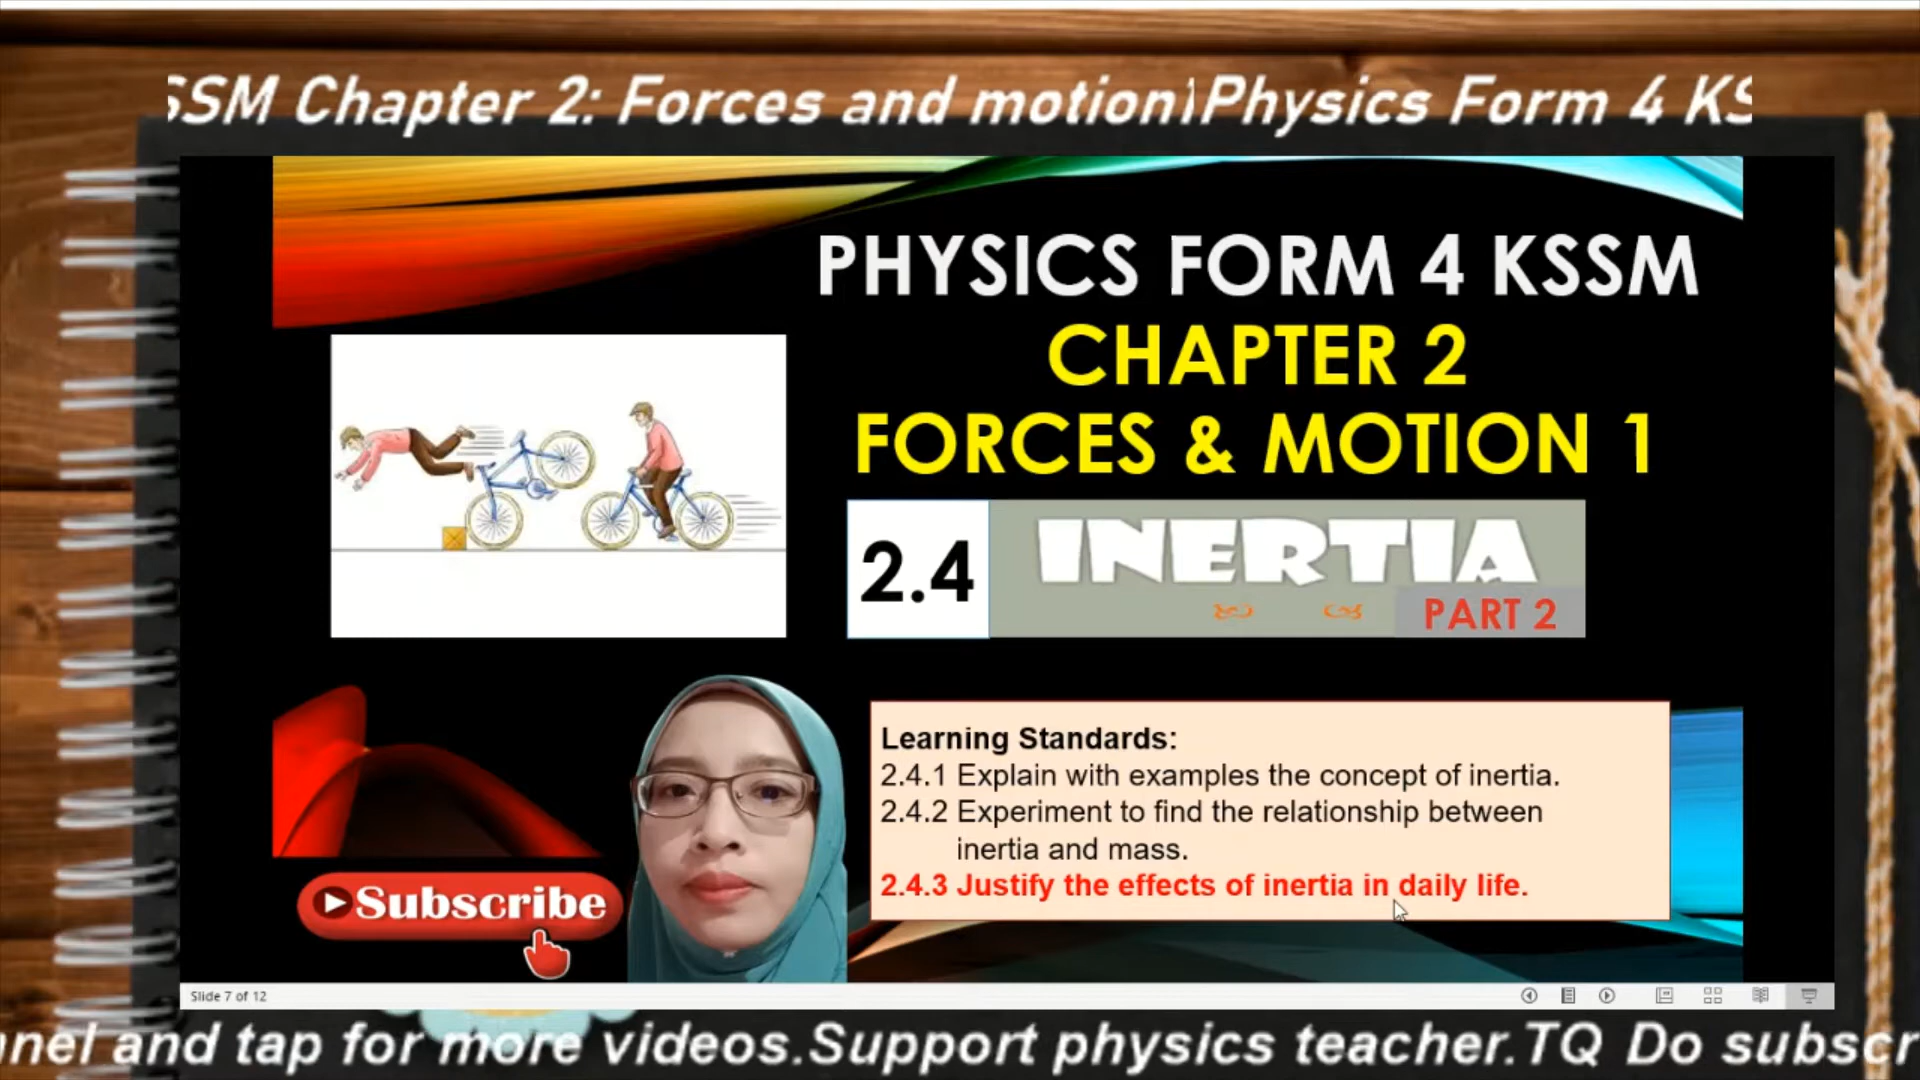 SSM Chapter 2: Forces and motion1Physics Form 4 KS
PHYSICS FORM 4 KSSM
CHAPTER 2
FORCES & MOTION 1
2.4 INERTIA
PART 2
Learning Standards:
2.4.1 Explain with examples the concept of inertia.
2.4.2 Experiment to find the relationship between
inertia and mass.
2.4.3 Justify the effects of inertia in daily life.
Subscribe
Slide 7 of 12
nnel and tap for more videos.Support physics teacher.TQ Do subscr